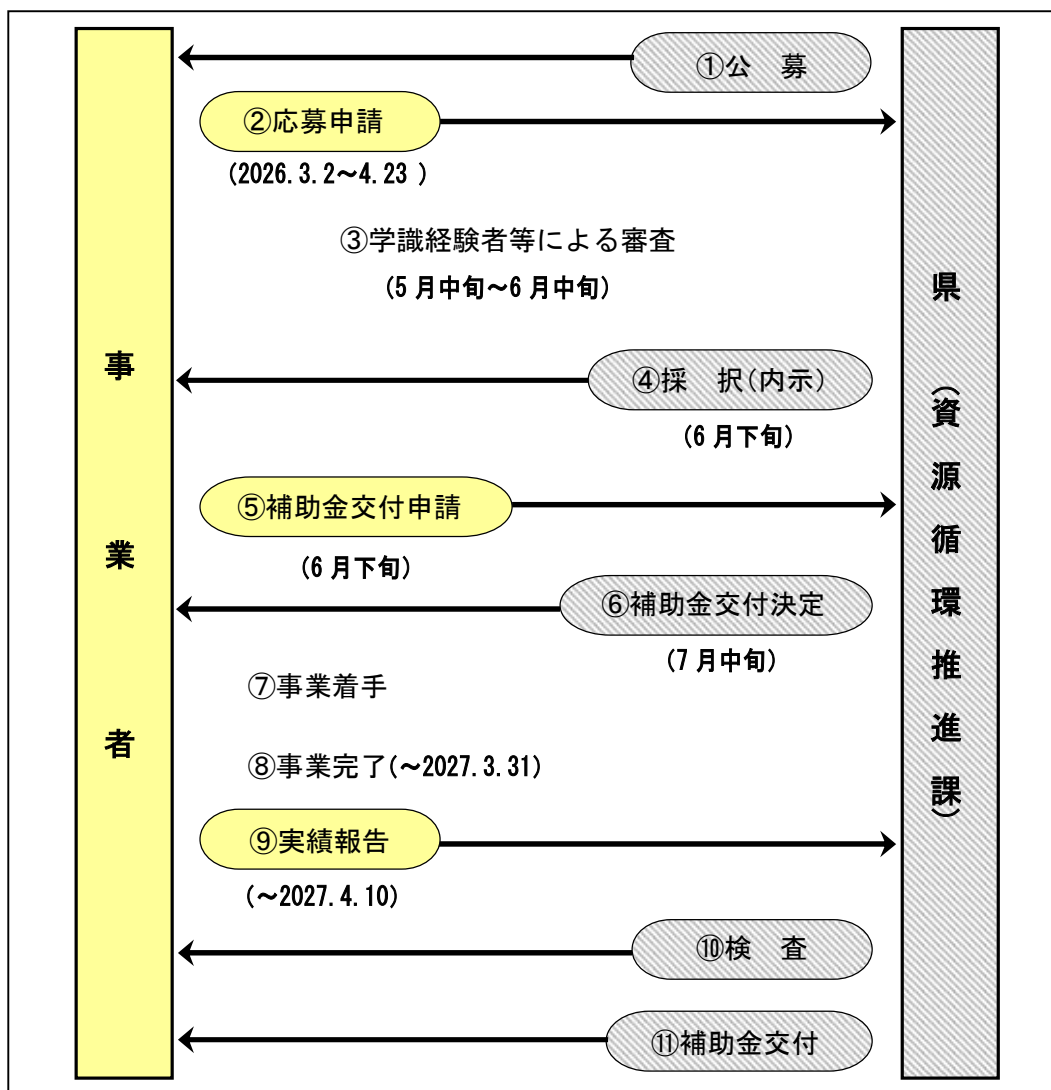 ①公　募
②応募申請
(2026.3.2～4.23 )
③学識経験者等による審査
(5 月中旬～6 月中旬)
④採　択(内示)
(6 月下旬)
⑤補助金交付申請
(6 月下旬)
⑥補助金交付決定
(7 月中旬)
⑦事業着手
⑧事業完了(～2027.3.31)
⑨実績報告
(～2027.4.10)
⑩検　査
⑪補助金交付
事業者
県　(資源循環推進課)